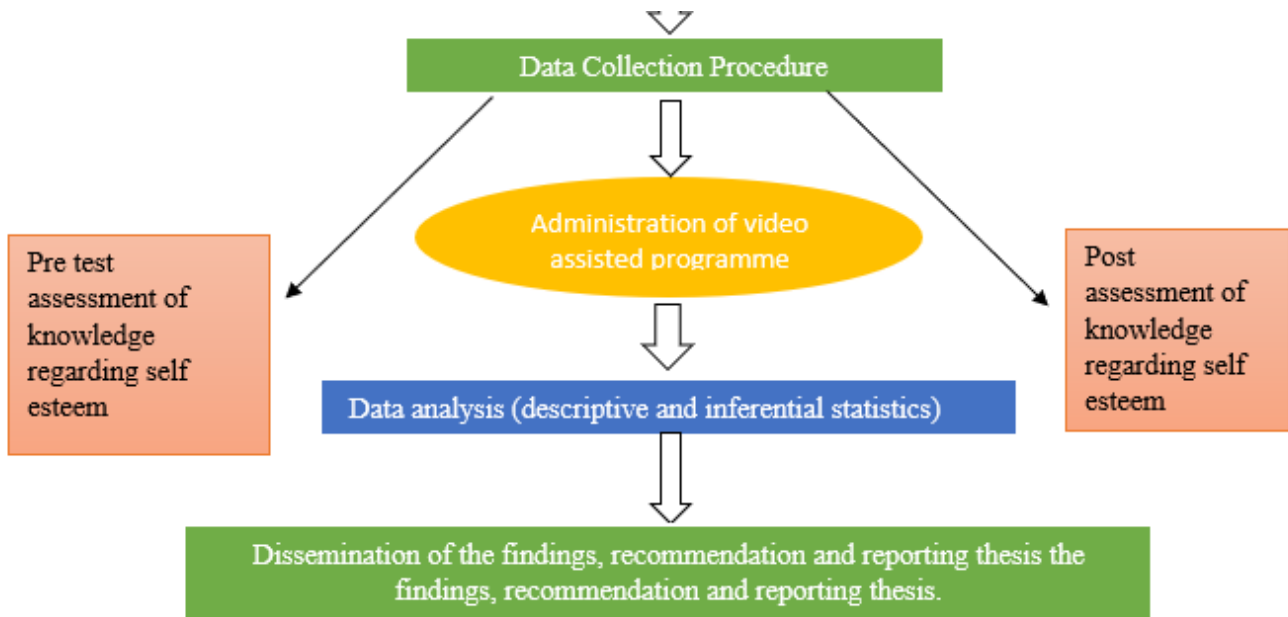 Data Collection Procedure
Administration of video
assisted programme
Pre test
assessment of
knowledge
regarding self
esteem
Post
assessment of
knowledge
regarding self
esteem
Data analysis (descriptive and inferential statistics)
Dissemination of the findings, recommendation and reporting thesis the
findings, recommendation and reporting thesis.